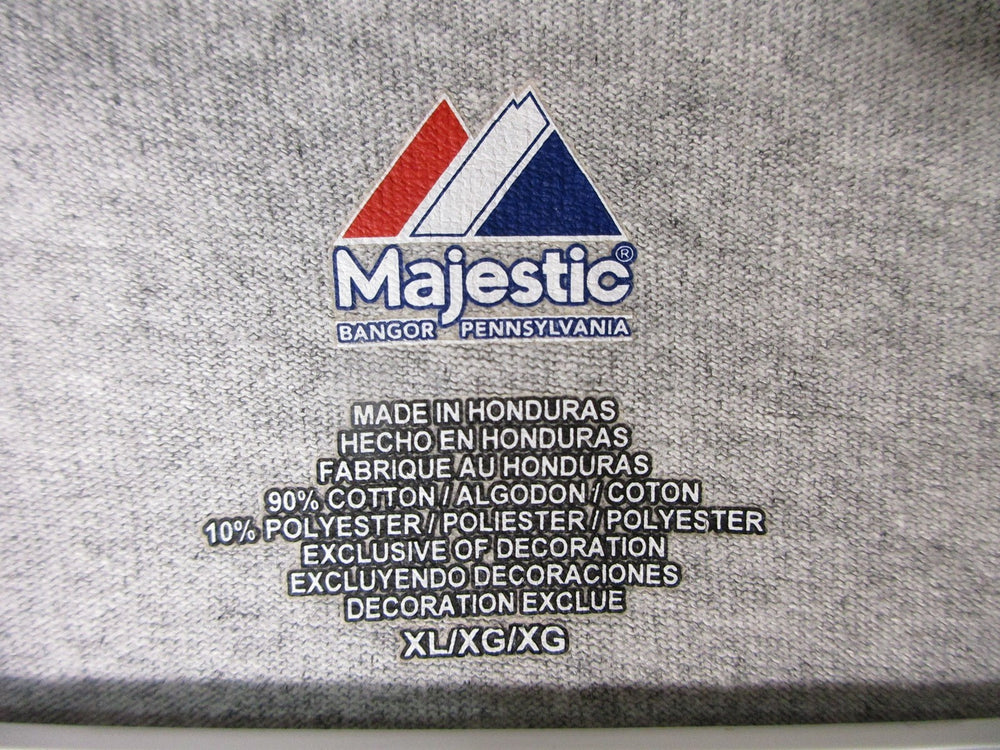 Majestic®
BANGOR PENNSYLVANIA
MADE IN HONDURAS
HECHO EN HONDURAS
FABRIQUE AU HONDURAS
90% COTTON / ALGODON / COTON
10% POLYESTER / POLIESTER / POLYESTER
EXCLUSIVE OF DECORATION
EXCLUYENDO DECORACIONES
DECORATION EXCLUE
XL/XG/XG